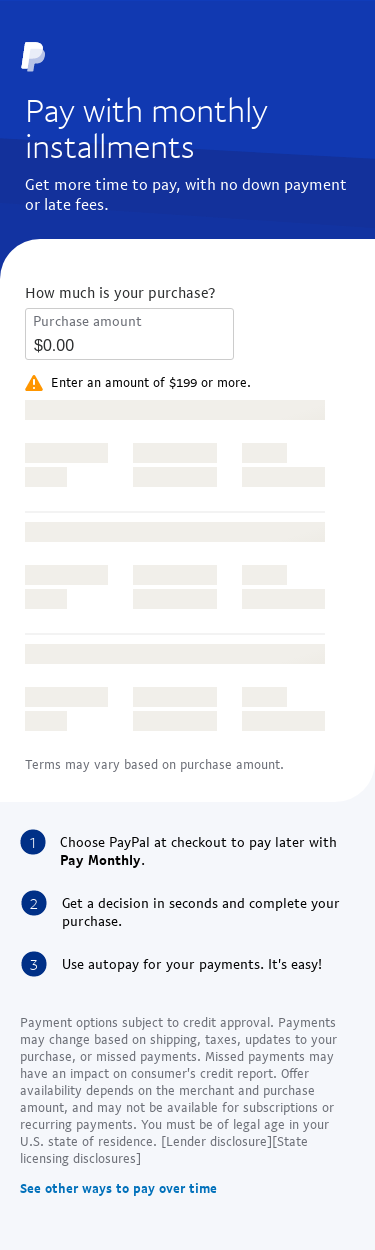 Pay with monthly
installments
Get more time to pay, with no down payment
or late fees.
How much is your purchase?
Purchase amount
$0.00
Enter an amount of $199 or more.
Terms may vary based on purchase amount.
1 Choose PayPal at checkout to pay later with
Pay Monthly.
2 Get a decision in seconds and complete your
purchase.
3 Use autopay for your payments. It's easy!
Payment options subject to credit approval. Payments
may change based on shipping, taxes, updates to your
purchase, or missed payments. Missed payments may
have an impact on consumer's credit report. Offer
availability depends on the merchant and purchase
amount, and may not be available for subscriptions or
recurring payments. You must be of legal age in your
U.S. state of residence. [Lender disclosure][State
licensing disclosures]
See other ways to pay over time